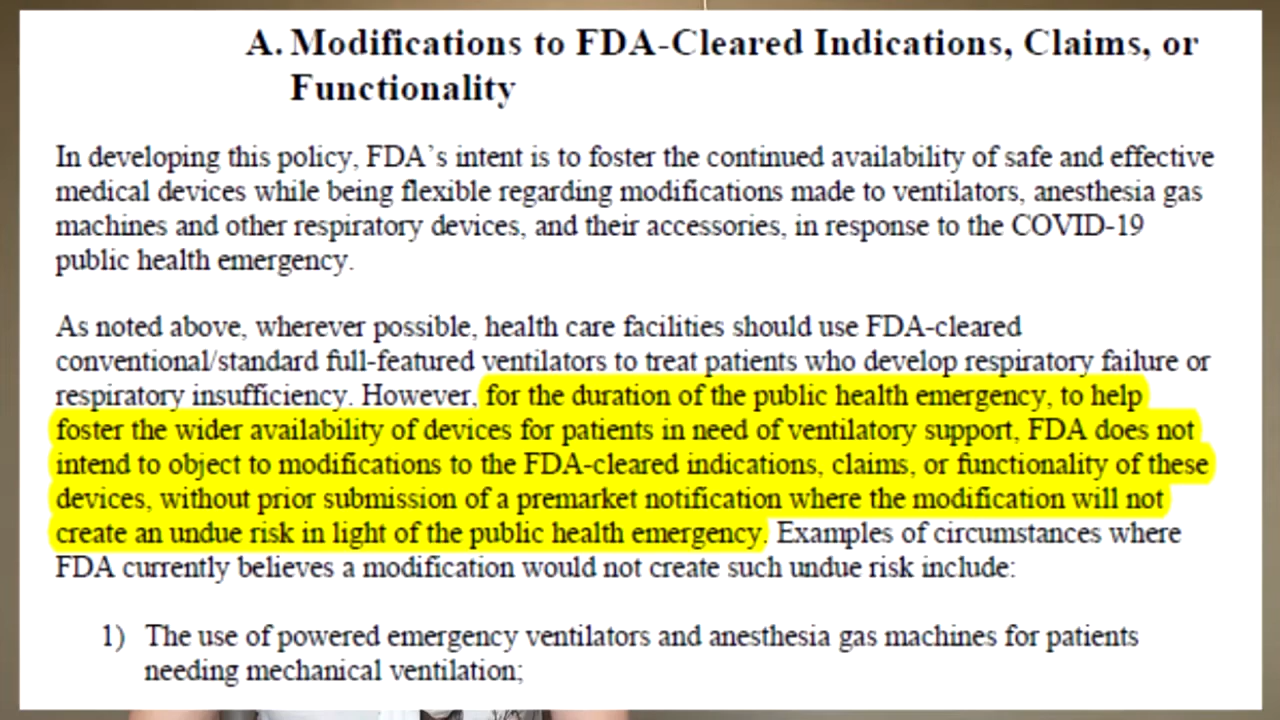 A. Modifications to FDA-Cleared Indications, Claims, or
Functionality
In developing this policy, FDA's intent is to foster the continued availability of safe and effective
medical devices while being flexible regarding modifications made to ventilators, anesthesia gas
machines and other respiratory devices, and their accessories, in response to the COVID-19
public health emergency.
As noted above, wherever possible, health care facilities should use FDA-cleared
conventional/standard full-featured ventilators to treat patients who develop respiratory failure or
respiratory insufficiency. However, for the duration of the public health emergency, to help
foster the wider availability of devices for patients in need of ventilatory support, FDA does not
intend to object to modifications to the FDA-cleared indications, claims, or functionality of these
devices, without prior submission of a premarket notification where the modification will not
create an undue risk in light of the public health emergency. Examples of circumstances where
FDA currently believes a modification would not create such undue risk include:
1) The use of powered emergency ventilators and anesthesia gas machines for patients
needing mechanical ventilation;